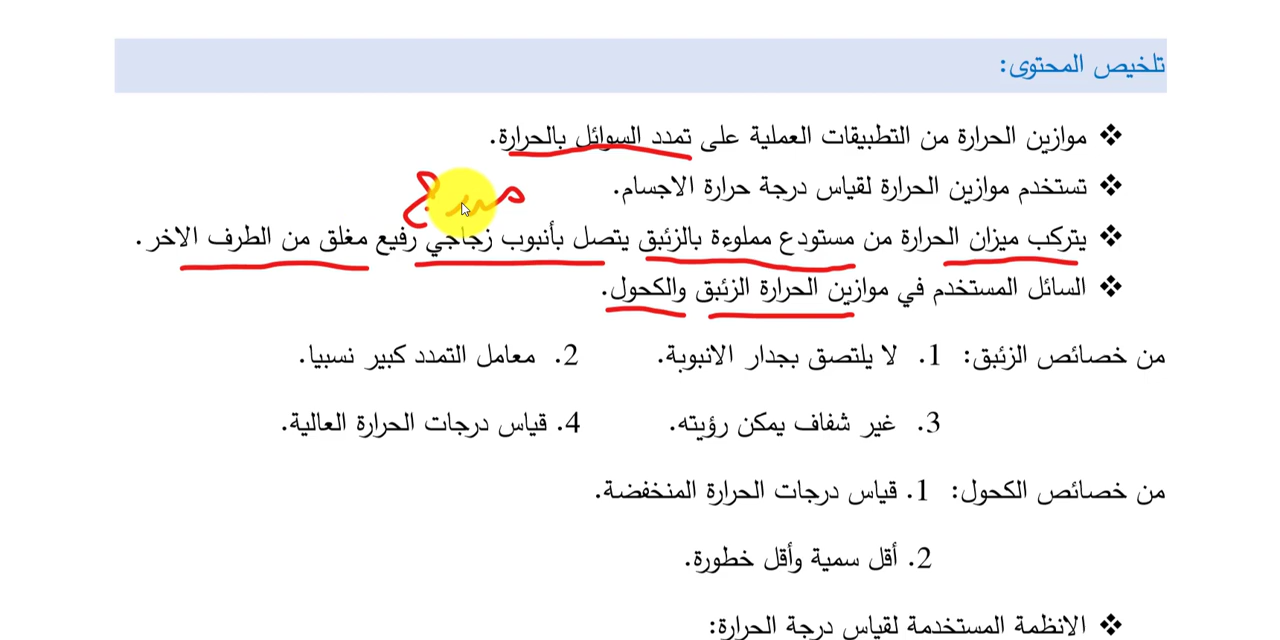 تلخيص المحتوى:
❖ موازين الحرارة من التطبيقات العملية على تمدد السوائل بالحرارة.
❖ تستخدم موازين الحرارة لقياس درجة حرارة الاجسام.
❖ يتركب ميزان الحرارة من مستودع مملوءة بالزئبق يتصل بأنبوب زجاجي رفيع مغلق من الطرف الاخر.
❖ السائل المستخدم في موازين الحرارة الزئبق والكحول.
من خصائص الزئبق: 1. لا يلتصق بجدار الانبوبة. 2. معامل التمدد كبير نسبيا.
3. غير شفاف يمكن رؤيته. 4. قياس درجات الحرارة العالية.
من خصائص الكحول: 1. قياس درجات الحرارة المنخفضة.
2. أقل سمية وأقل خطورة.
❖ الانظمة المستخدمة لقياس درجة الحرارة: